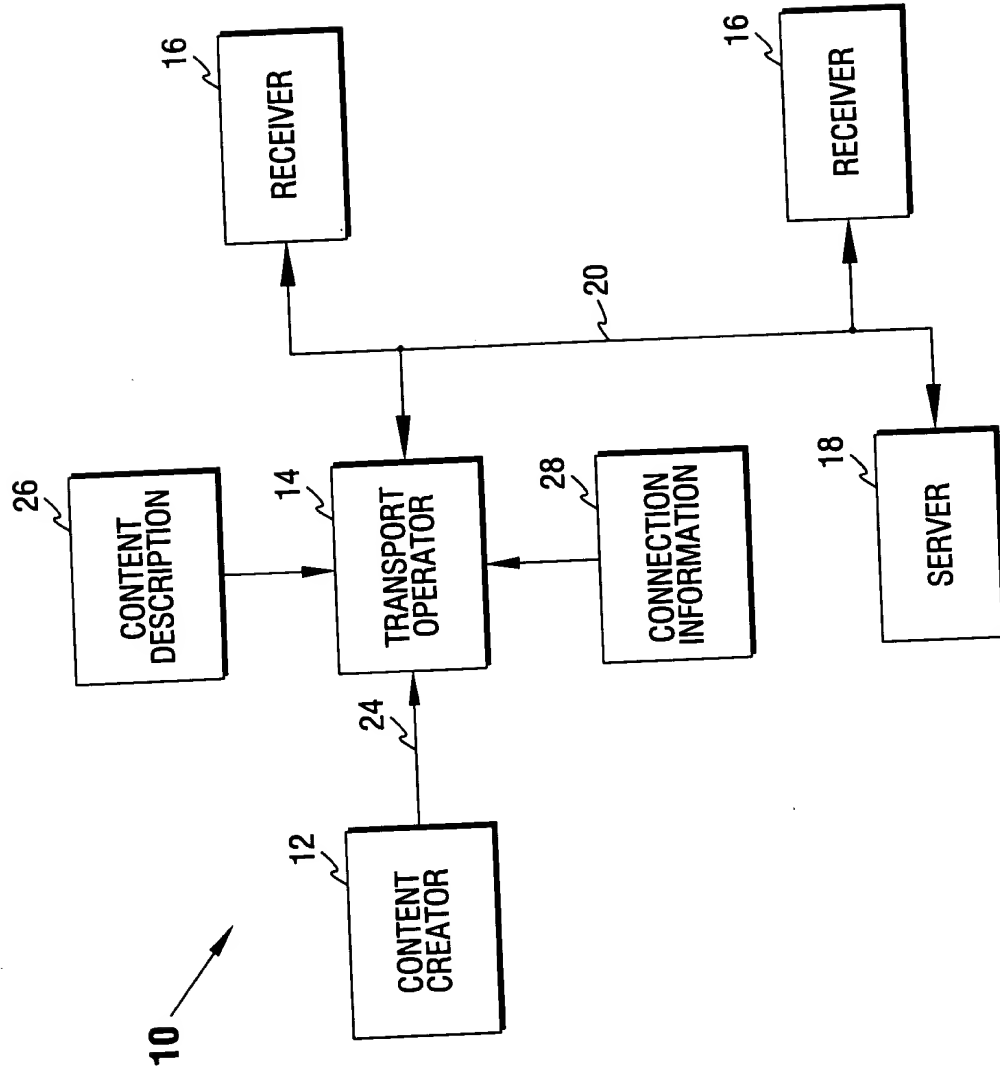 10
12
CONTENT
CREATOR
24
26
CONTENT
DESCRIPTION
14
TRANSPORT
OPERATOR
28
CONNECTION
INFORMATION
18
SERVER
20
16
RECEIVER
16
RECEIVER